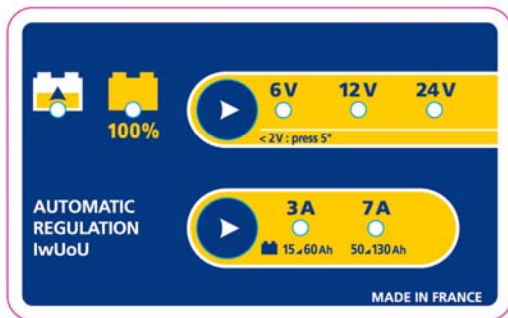 6V 12V 24V
100%
< 2V : press 5"
AUTOMATIC
REGULATION
IwUoU
3A 7A
15◢60Ah 50◢130Ah
MADE IN FRANCE